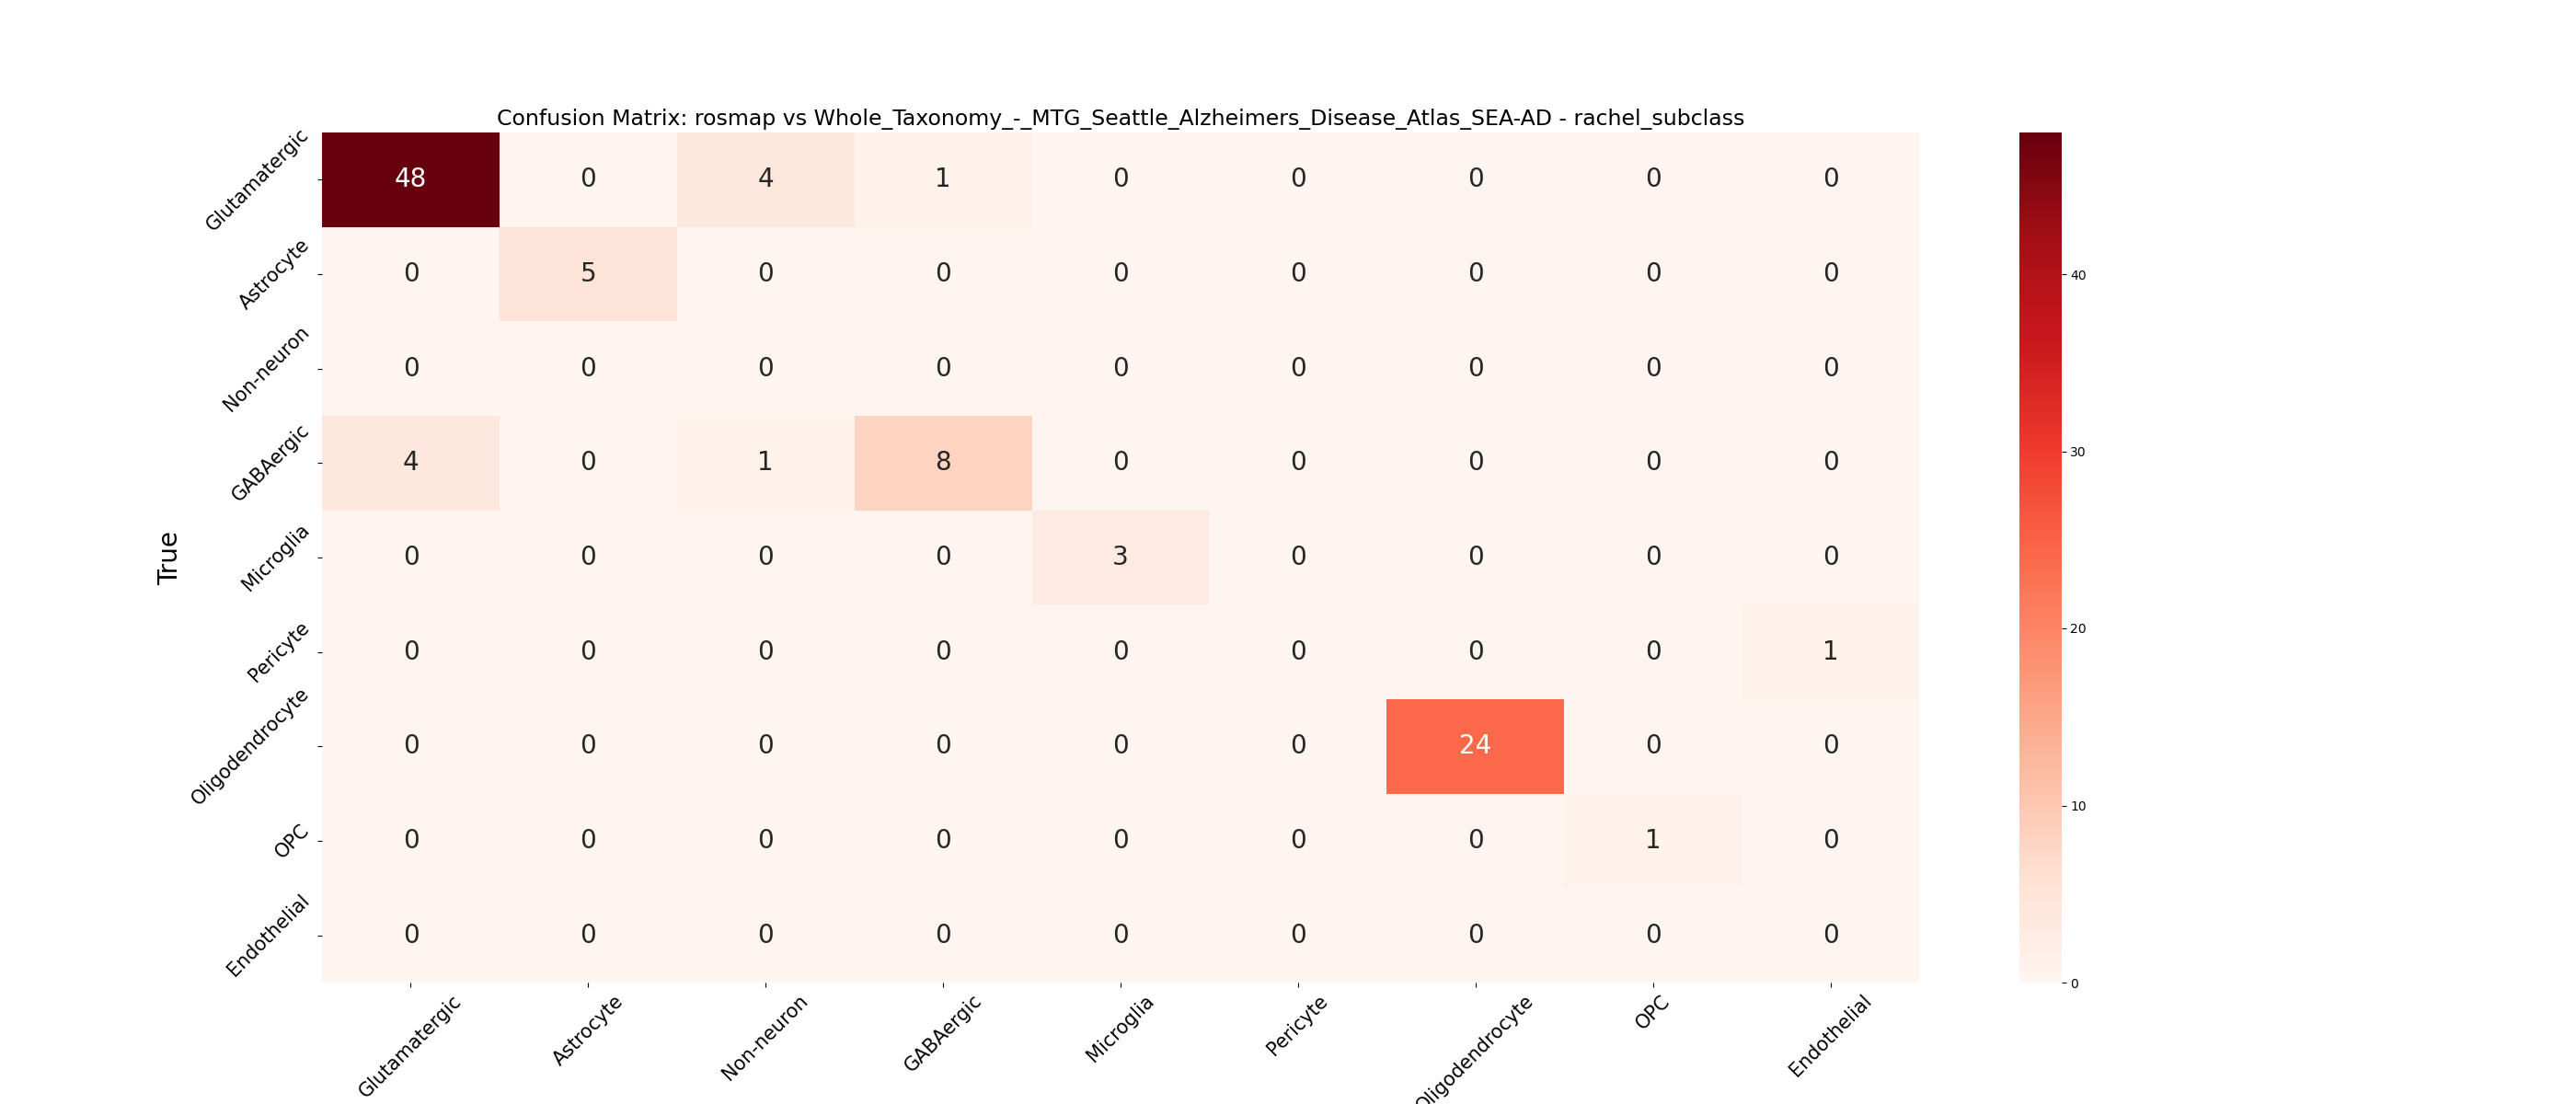 Confusion Matrix: rosmap vs Whole_Taxonomy_-_MTG_Seattle_Alzheimers_Disease_Atlas_SEA-AD - rachel_subclass
True
Glutamatergic 48 0 4 1 0 0 0 0 0
Astrocyte 0 5 0 0 0 0 0 0 0
Non-neuron 0 0 0 0 0 0 0 0 0
GABAergic 4 0 1 8 0 0 0 0 0
Microglia 0 0 0 0 3 0 0 0 0
Pericyte 0 0 0 0 0 0 0 0 1
Oligodendrocyte 0 0 0 0 0 0 24 0 0
OPC 0 0 0 0 0 0 0 1 0
Endothelial 0 0 0 0 0 0 0 0 0
Glutamatergic Astrocyte Non-neuron GABAergic Microglia Pericyte Oligodendrocyte OPC Endothelial
40
30
20
10
0